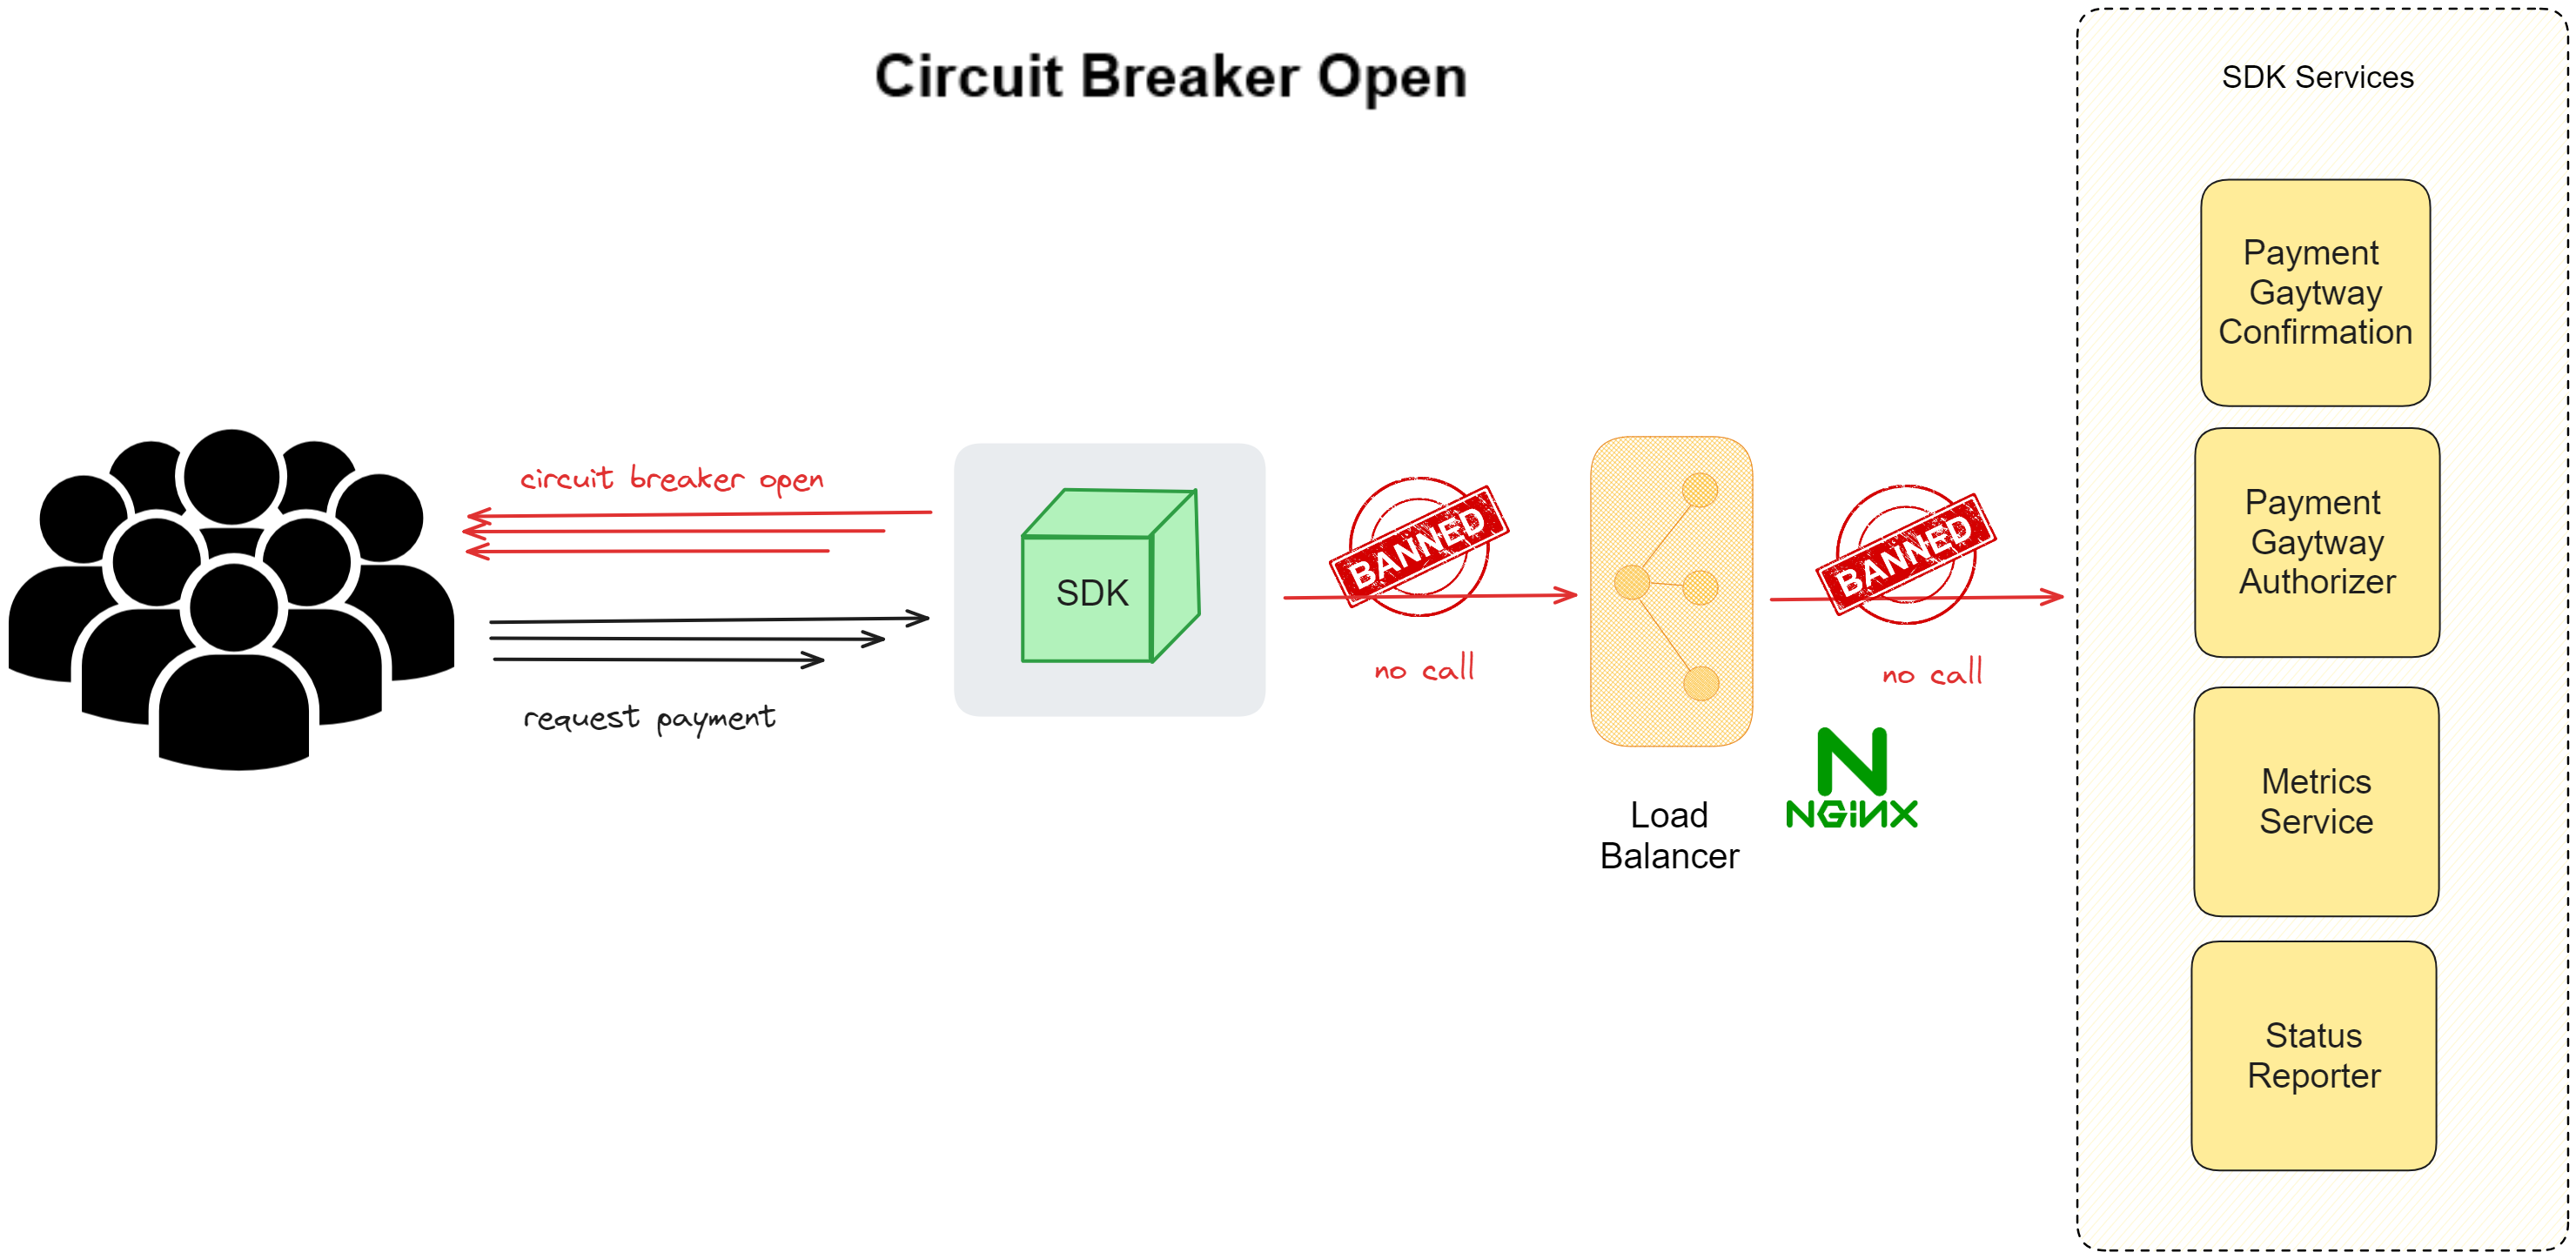 Circuit Breaker Open
SDK Services
Payment
Gaytway
Confirmation
circuit breaker open
request payment
SDK
BANNED
no call
Load
Balancer
BANNED
no call
NGINX
Payment
Gaytway
Authorizer
Metrics
Service
Status
Reporter